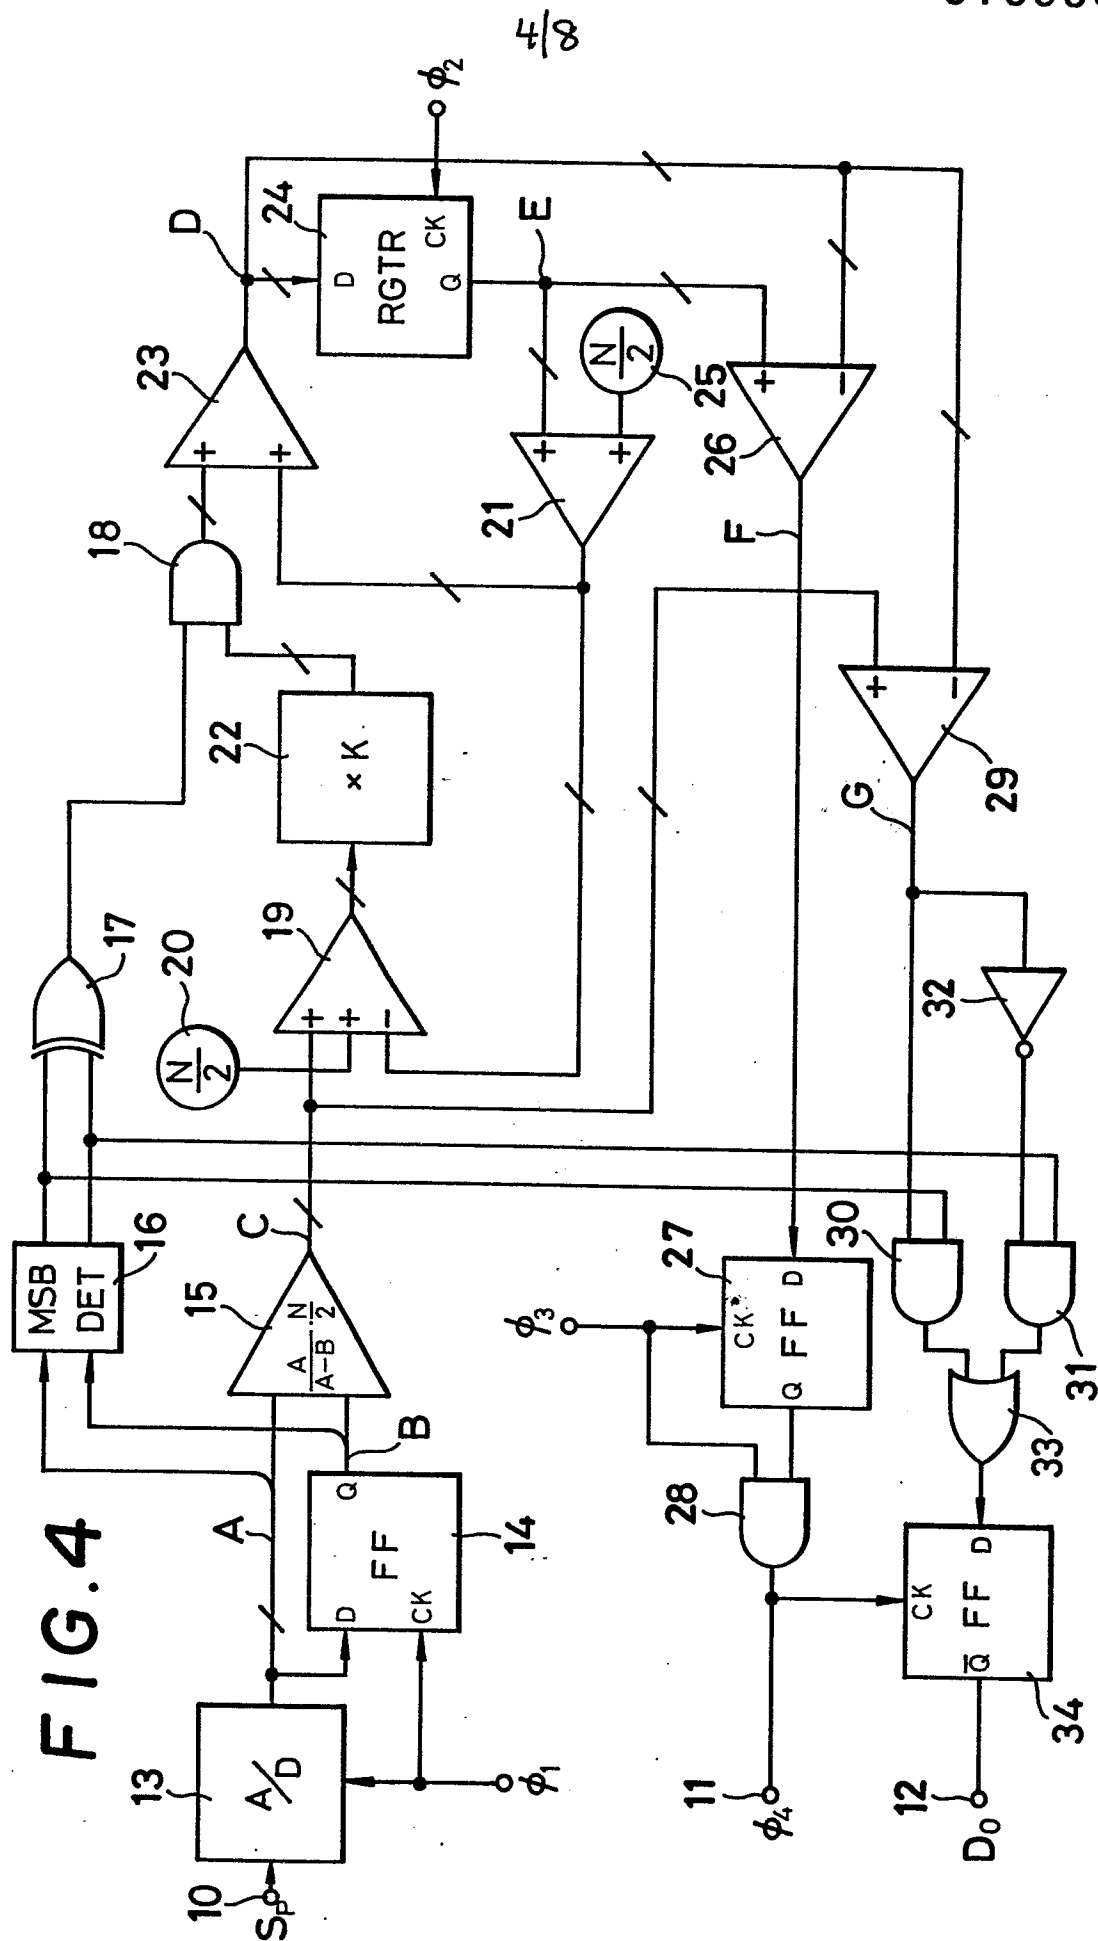 4/8
FIG.4
10
SP
13
A/D
φ1
A
D
CK
FF
Q
14
B
15
A/A-B · N/2
C
MSB
DET
16
17
20
N/2
+
+
-
19
22
×K
18
+
+
23
D
24
D
RGTR
CK
Q
φ2
E
N/2
25
+
+
21
+
-
26
F
+
-
29
G
32
30
31
33
φ3
27
CK
D
FF
Q
28
11
φ4
CK
D
FF
Q̅
34
12
D0